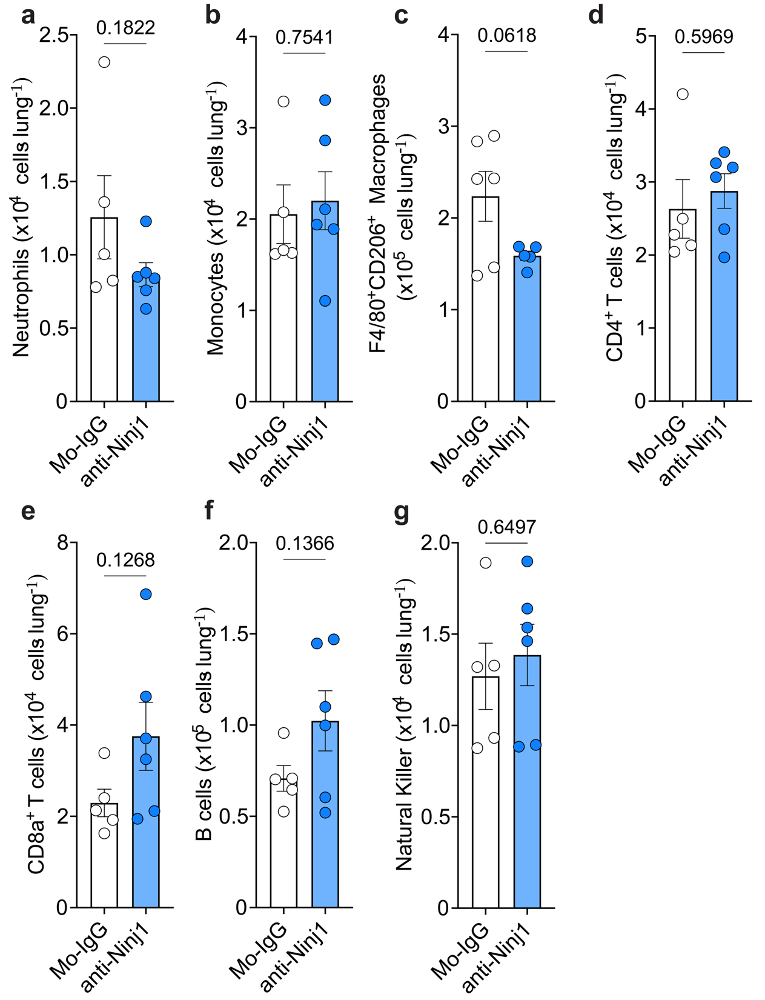 a
0.1822
Neutrophils (x10⁴ cells lung⁻¹)
2.5
2.0
1.5
1.0
0.5
0
Mo-IgG
anti-Ninj1
b
0.7541
Monocytes (x10⁴ cells lung⁻¹)
4
3
2
1
0
Mo-IgG
anti-Ninj1
c
0.0618
F4/80⁺CD206⁺ Macrophages
(x10⁵ cells lung⁻¹)
4
3
2
1
0
Mo-IgG
anti-Ninj1
d
0.5969
CD4⁺ T cells (x10⁴ cells lung⁻¹)
5
4
3
2
1
0
Mo-IgG
anti-Ninj1
e
0.1268
CD8a⁺ T cells (x10⁴ cells lung⁻¹)
8
6
4
2
0
Mo-IgG
anti-Ninj1
f
0.1366
B cells (x10⁵ cells lung⁻¹)
2.0
1.5
1.0
0.5
0
Mo-IgG
anti-Ninj1
g
0.6497
Natural Killer (x10⁴ cells lung⁻¹)
2.0
1.5
1.0
0.5
0
Mo-IgG
anti-Ninj1